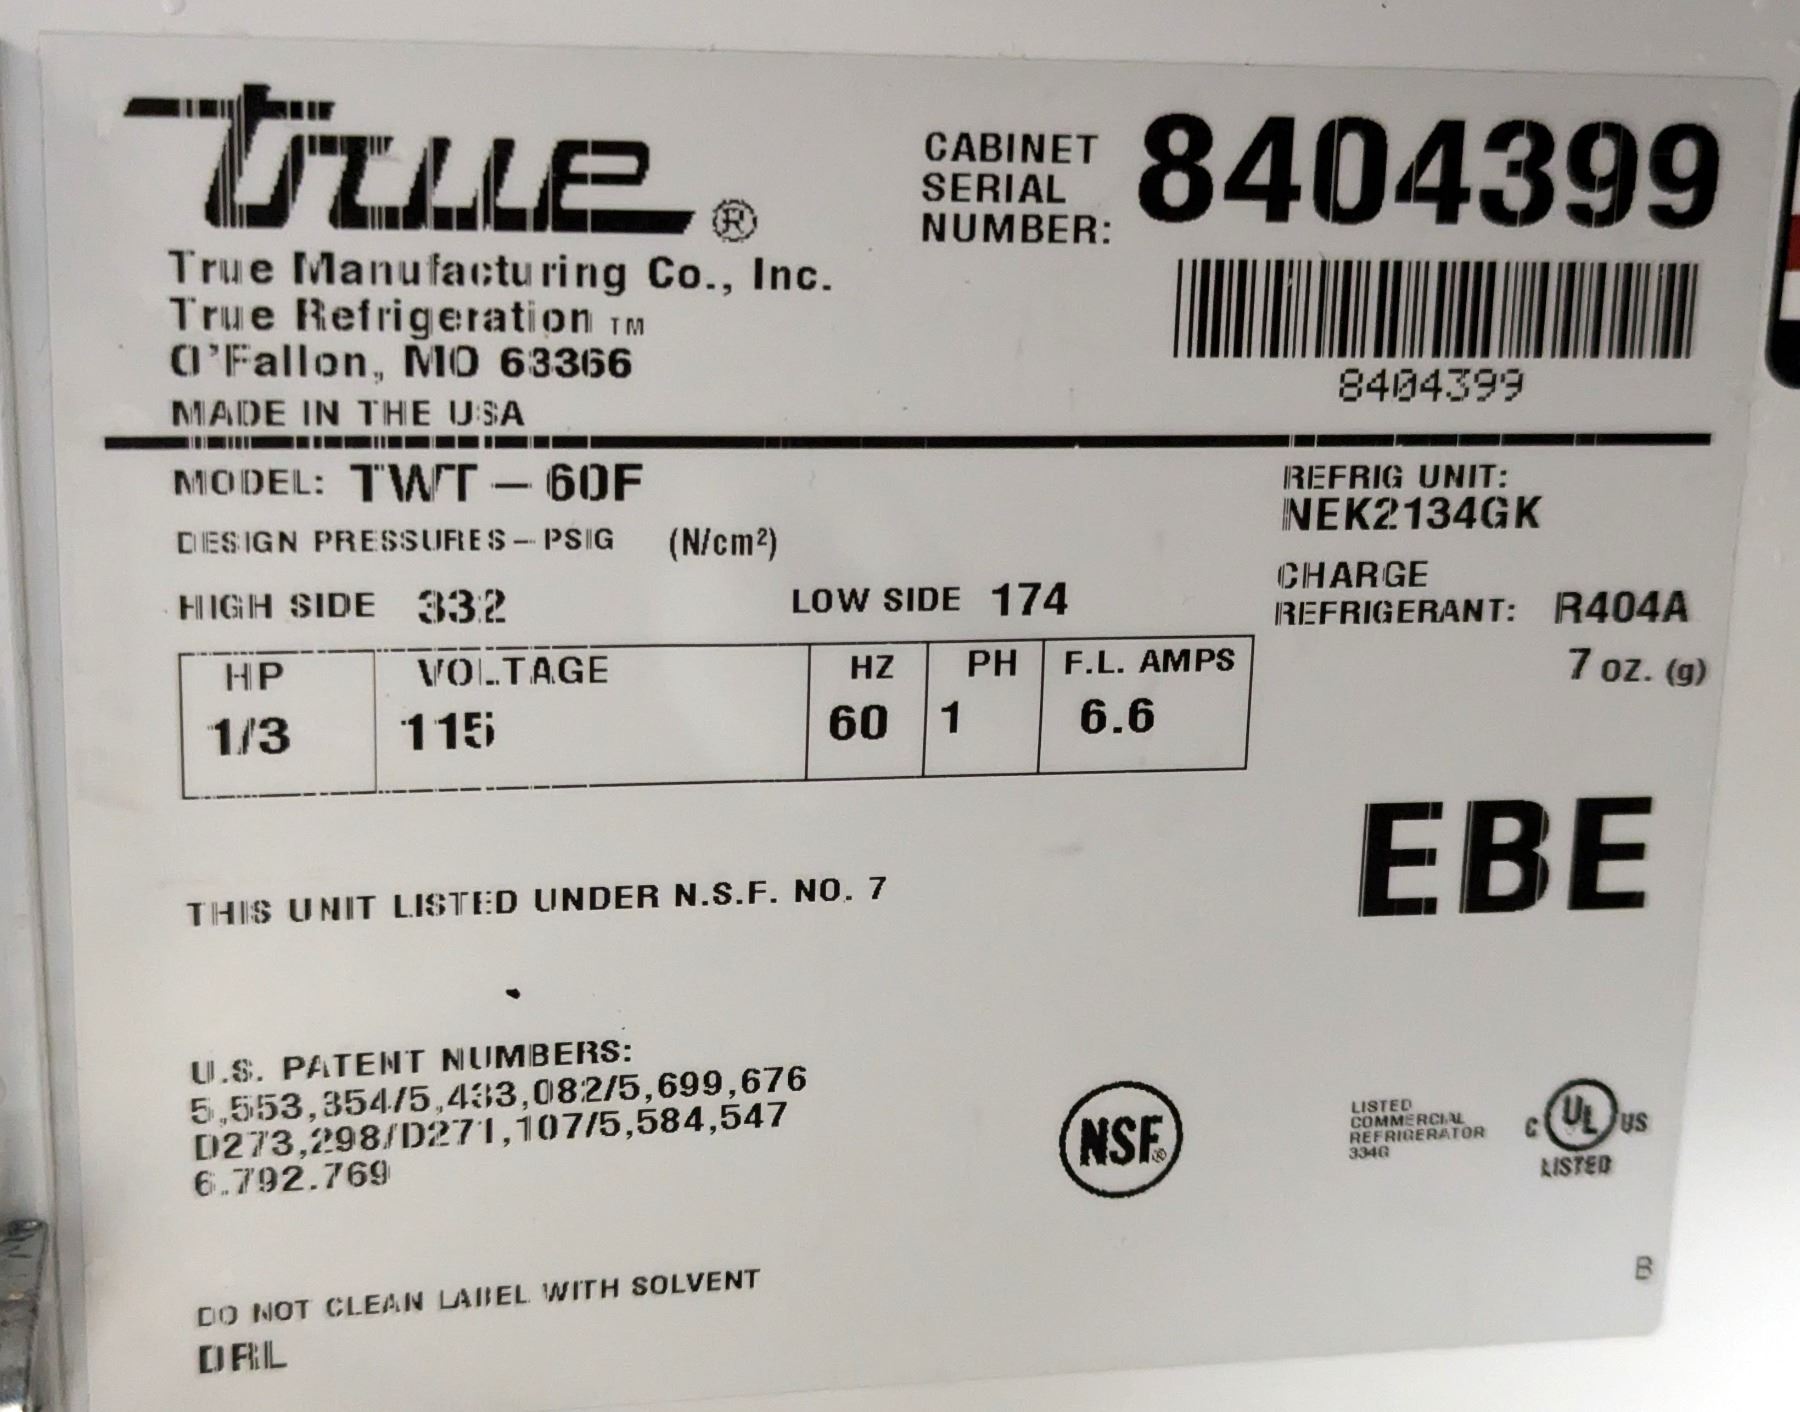 True®
CABINET SERIAL NUMBER: 8404399
True Manufacturing Co., Inc.
True Refrigeration TM
O'Fallon, MO 63366
MADE IN THE USA
8404399
MODEL: TWT – 60F
DESIGN PRESSURES – PSIG (N/cm²)
HIGH SIDE 332 LOW SIDE 174
REFRIG UNIT:
NEK2134GK
CHARGE
REFRIGERANT: R404A
7 oz. (g)
HP VOLTAGE HZ PH F.L. AMPS
1/3 115 60 1 6.6
EBE
THIS UNIT LISTED UNDER N.S.F. NO. 7
U.S. PATENT NUMBERS:
5,553,354/5,433,082/5,699,676
D273,298/D271,107/5,584,547
6.792.769
NSF®
LISTED
COMMERCIAL
REFRIGERATOR
334G
C UL US
LISTED
B
DO NOT CLEAN LABEL WITH SOLVENT
DRL